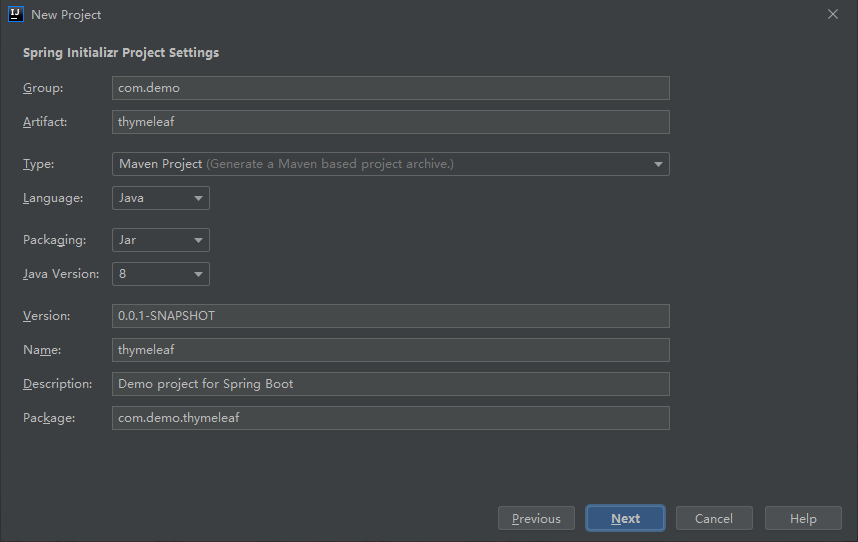 IJ New Project
Spring Initializr Project Settings
Group: com.demo
Artifact: thymeleaf
Type: Maven Project (Generate a Maven based project archive.)
Language: Java
Packaging: Jar
Java Version: 8
Version: 0.0.1-SNAPSHOT
Name: thymeleaf
Description: Demo project for Spring Boot
Package: com.demo.thymeleaf
Previous Next Cancel Help